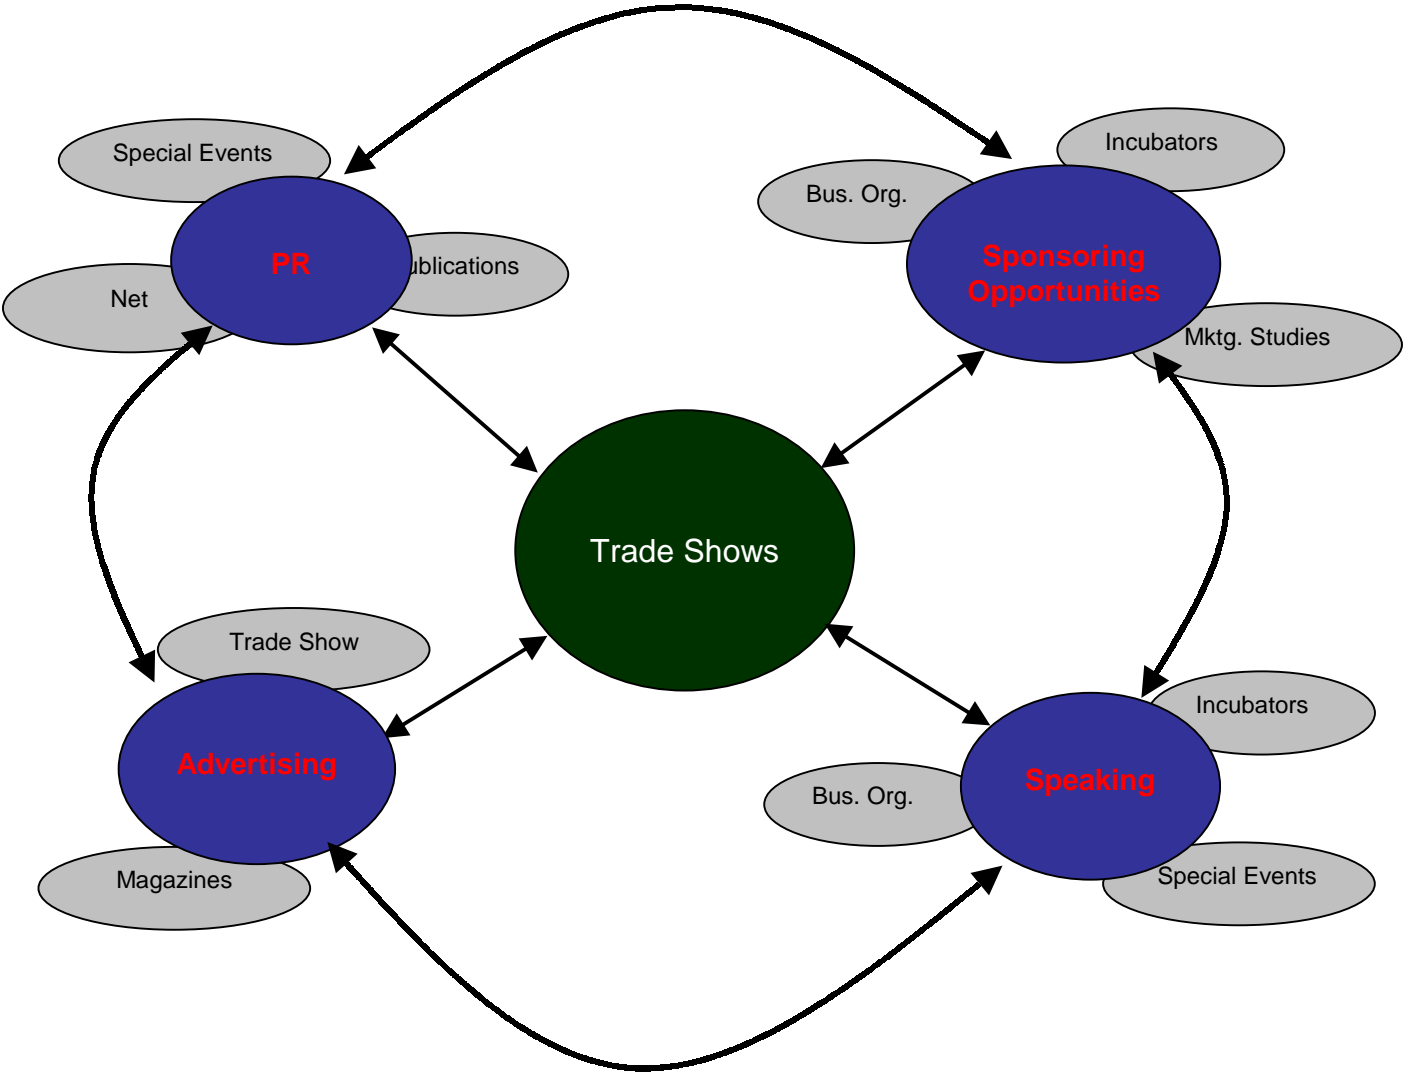 Special Events
Incubators
Bus. Org.
PR
ublications
Sponsoring
Opportunities
Net
Mktg. Studies
Trade Shows
Trade Show
Incubators
Advertising
Speaking
Bus. Org.
Magazines
Special Events